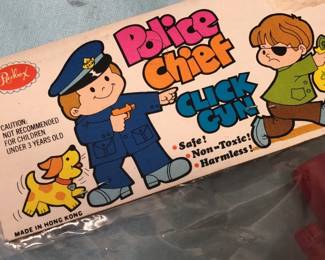 Police
Chief
CLICK
GUN
• Safe!
• Non-Toxic!
• Harmless!
CAUTION:
NOT RECOMMENDED
FOR CHILDREN
UNDER 3 YEARS OLD
MADE IN HONG KONG